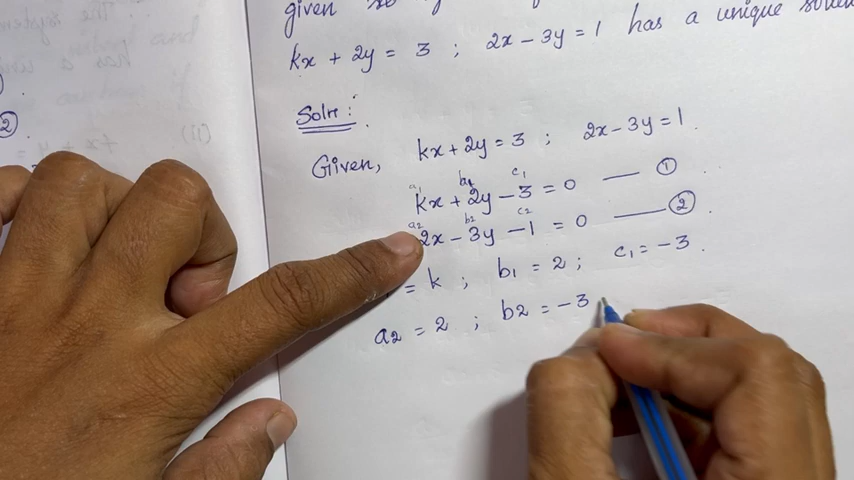 given
kx + 2y = 3 ; 2x - 3y = 1 has a unique
Soln:
Given, kx + 2y = 3 ; 2x - 3y = 1.
a1 b1 c1
kx + 2y - 3 = 0 — ①
a2 b2 c2
2x - 3y - 1 = 0 — ②
= k ; b1 = 2 ; c1 = -3.
a2 = 2 ; b2 = -3
②